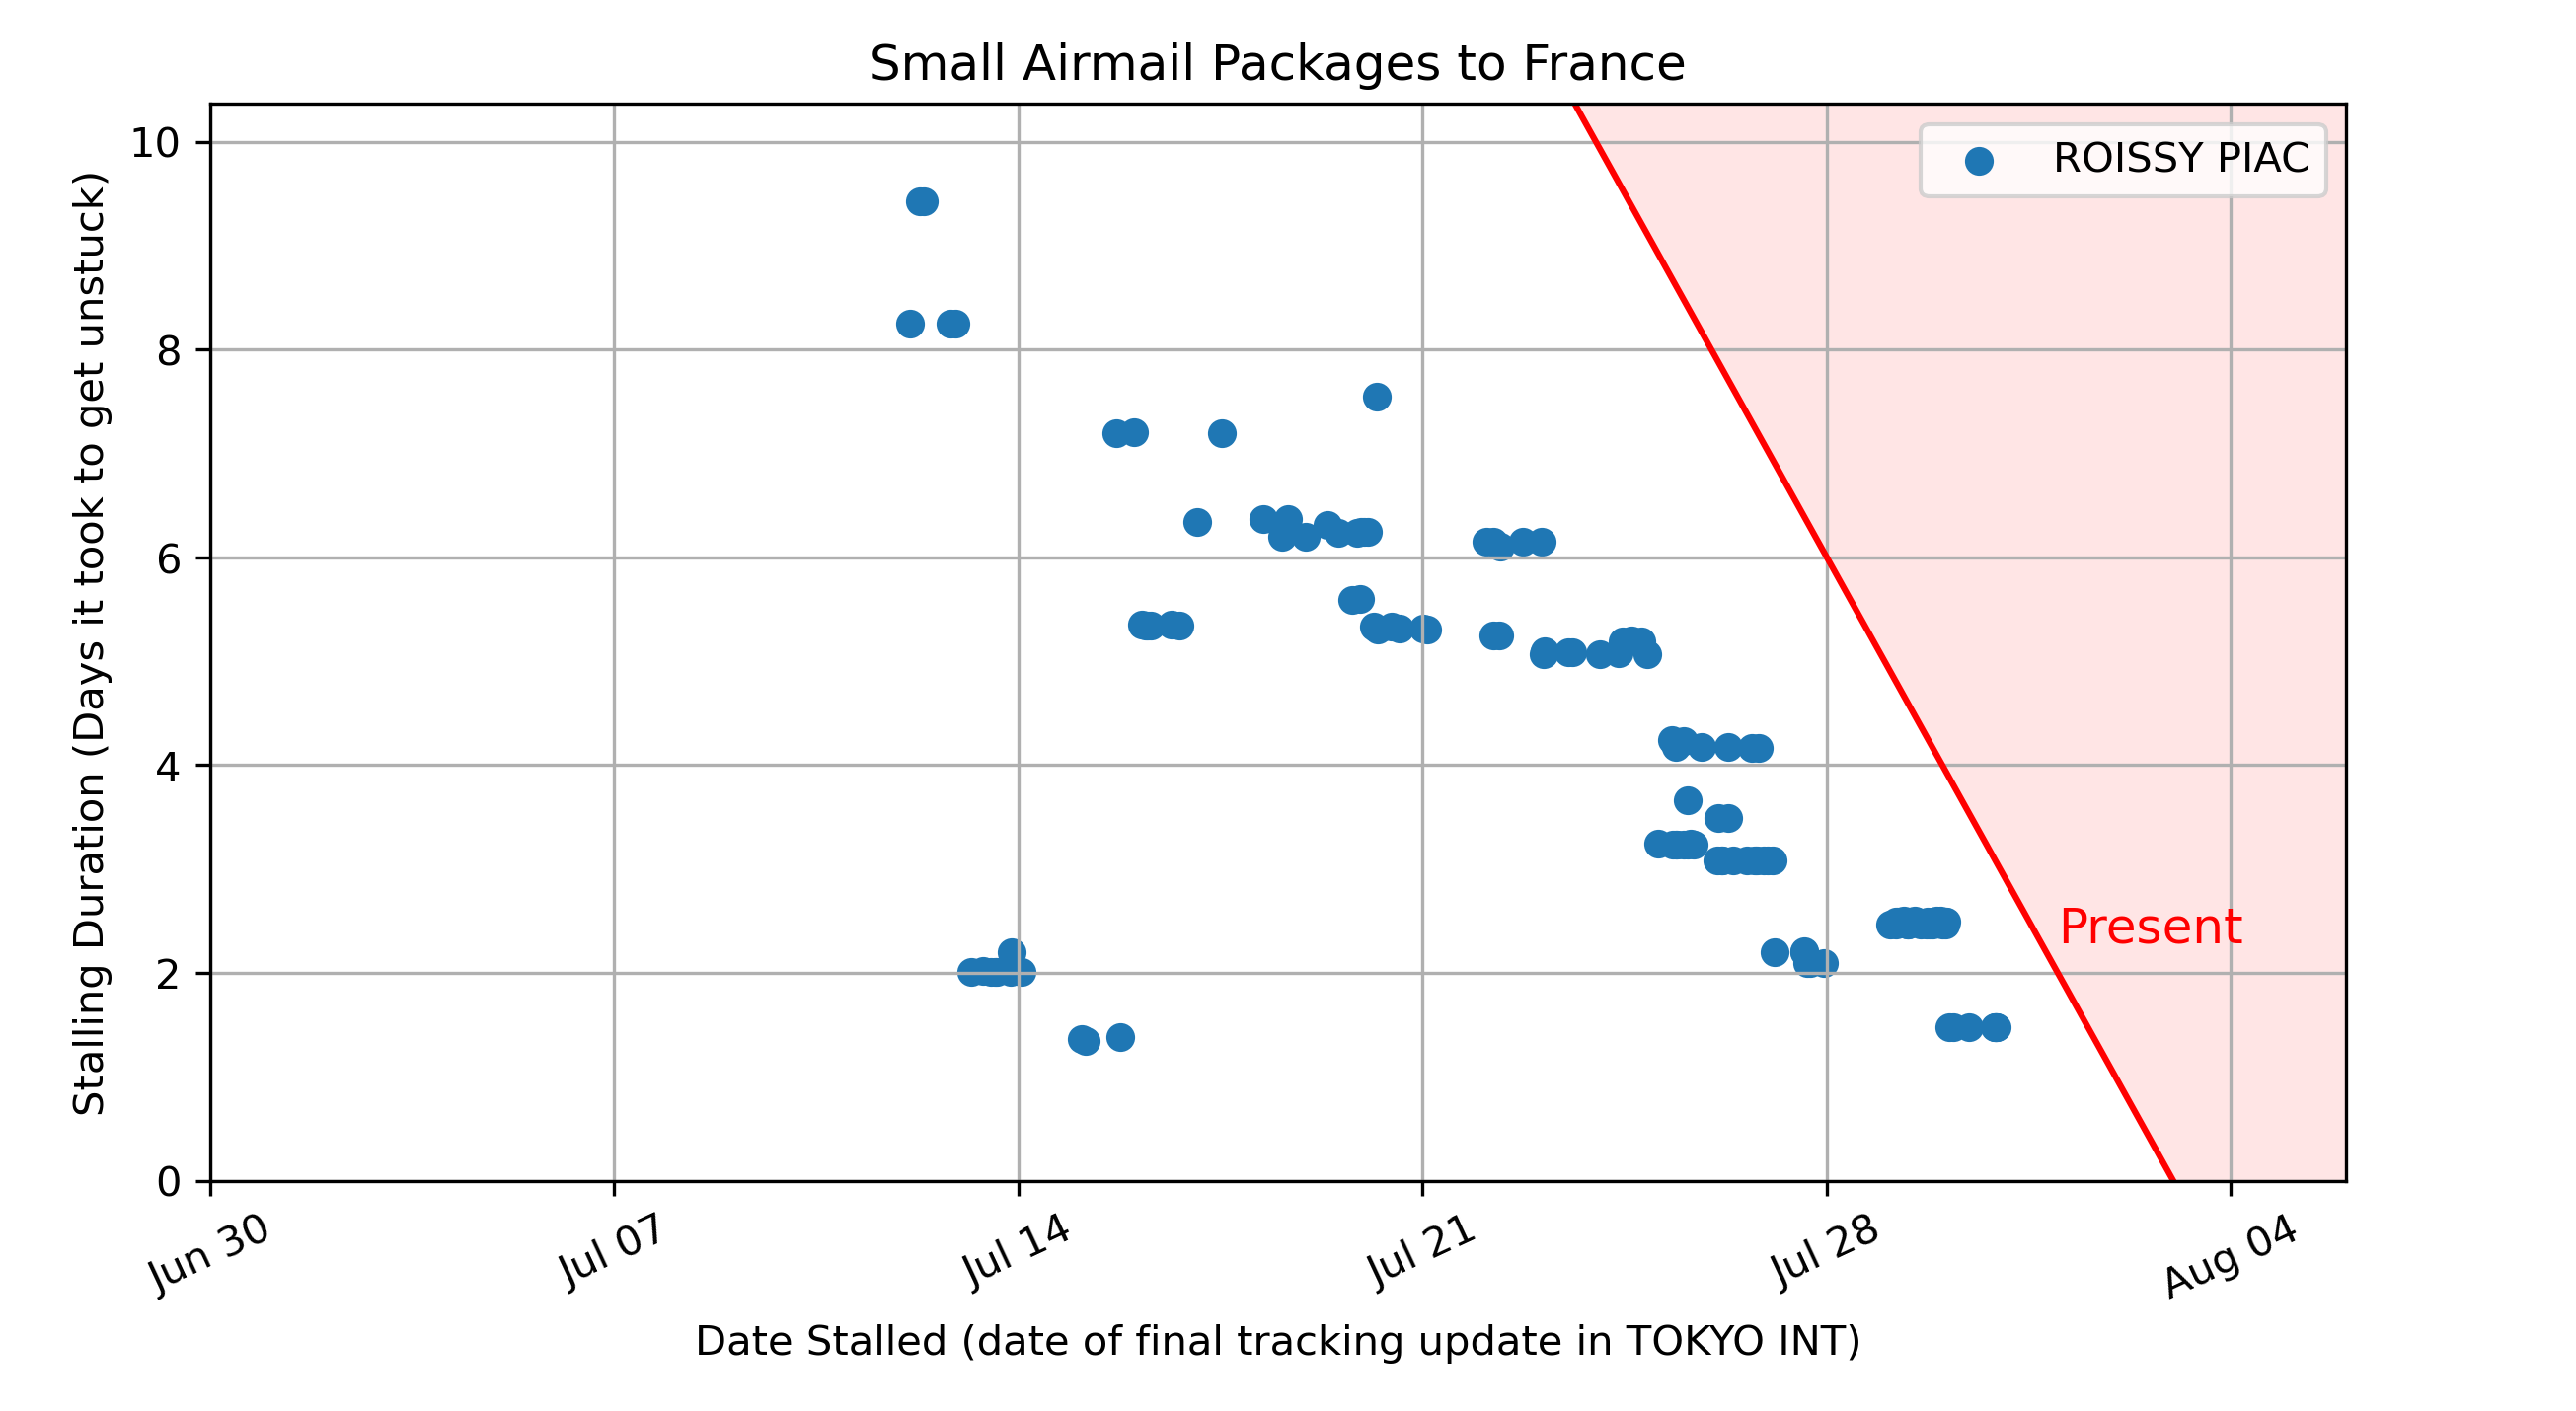 Small Airmail Packages to France
ROISSY PIAC
Present
Stalling Duration (Days it took to get unstuck)
10
8
6
4
2
0
Jun 30
Jul 07
Jul 14
Jul 21
Jul 28
Aug 04
Date Stalled (date of final tracking update in TOKYO INT)